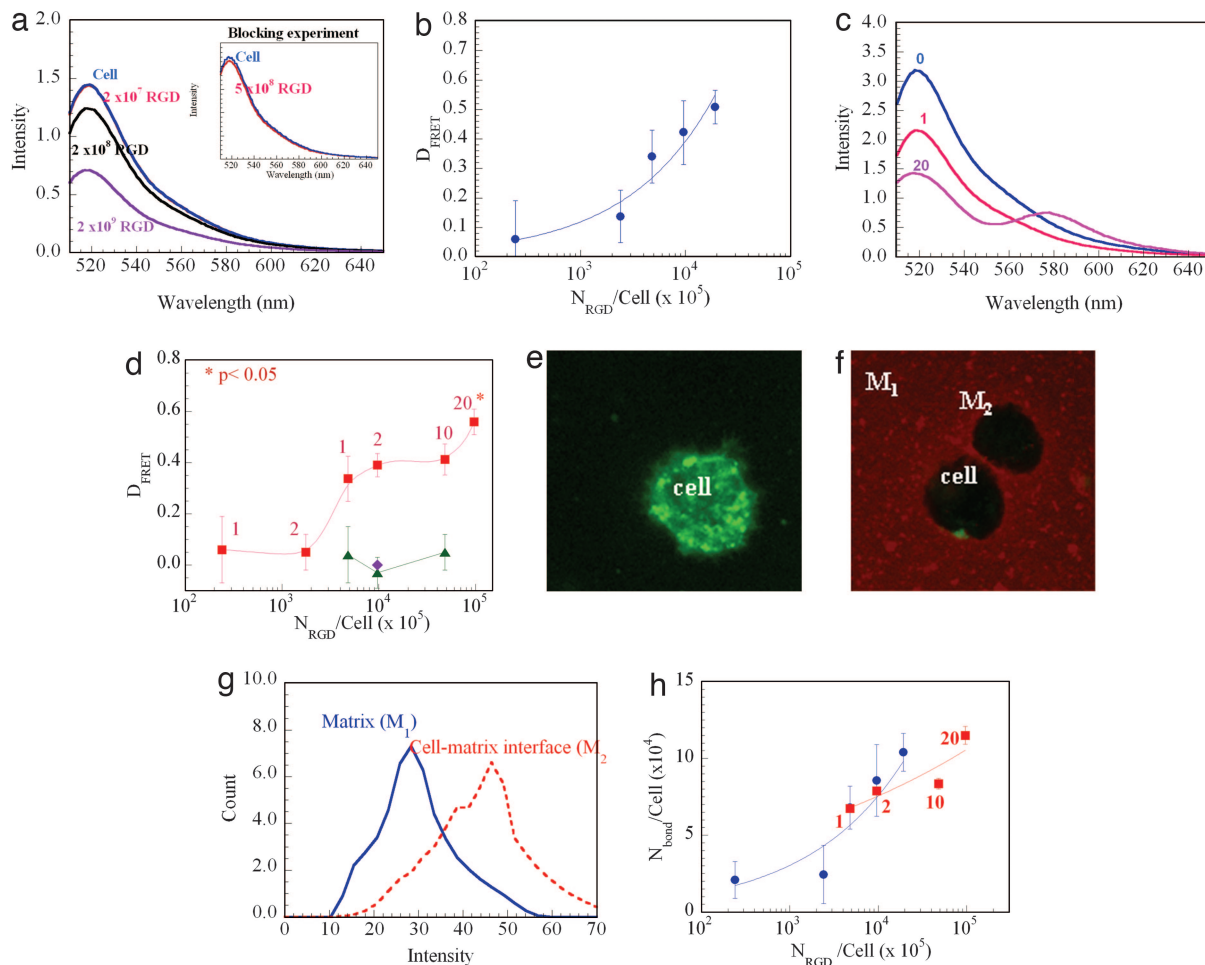 a
2.0
1.5
1.0
0.5
0.0
Intensity
Cell
2 x10⁷ RGD
2 x10⁸ RGD
2 x10⁹ RGD
520 540 560 580 600 620 640
Wavelength (nm)
Blocking experiment
Cell
5 x10⁸ RGD
Intensity
520 540 560 580 600 620 640
Wavelength (nm)
b
0.8
0.7
0.6
0.5
0.4
0.3
0.2
0.1
0.0
D_FRET
10² 10³ 10⁴ 10⁵
N_RGD/Cell (x 10⁵)
c
4.0
3.5
3.0
2.5
2.0
1.5
1.0
0.5
0.0
Intensity
0
1
20
520 540 560 580 600 620 640
Wavelength (nm)
d
0.8
0.6
0.4
0.2
0.0
D_FRET
* p< 0.05
1
2
1
2
10
20 *
10² 10³ 10⁴ 10⁵
N_RGD/Cell (x 10⁵)
e
cell
f
M₁
M₂
cell
g
10.0
8.0
6.0
4.0
2.0
0.0
Count
Matrix (M₁)
Cell-matrix interface (M₂
0 10 20 30 40 50 60 70
Intensity
h
15
10
5
0
N_bond/Cell (x10⁴)
1
2
10
20
10² 10³ 10⁴ 10⁵
N_RGD/Cell (x 10⁵)